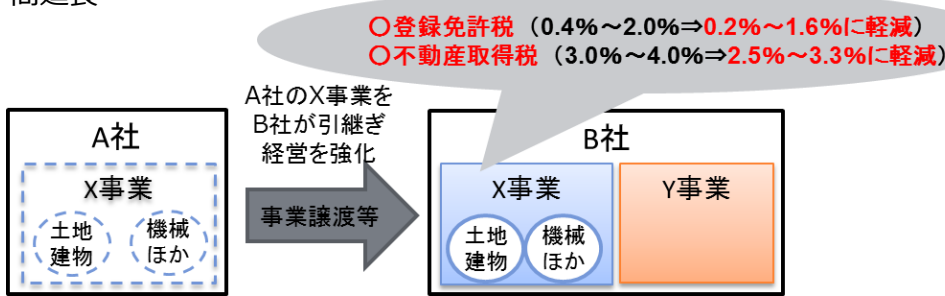 〇登録免許税（0.4%～2.0%⇒0.2%～1.6%に軽減）
〇不動産取得税（3.0%～4.0%⇒2.5%～3.3%に軽減）
A社のX事業を
B社が引継ぎ
経営を強化
A社
X事業
土地
建物
機械
ほか
事業譲渡等
B社
X事業
土地
建物
機械
ほか
Y事業